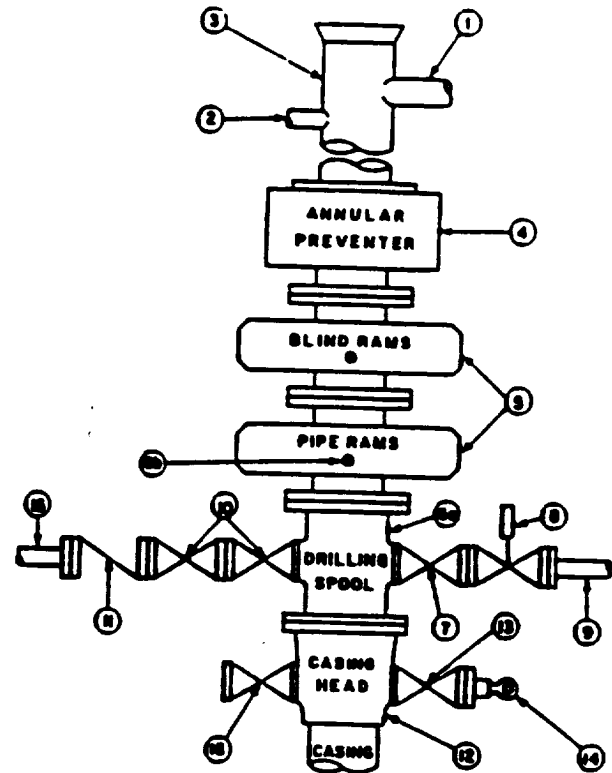 3
1
2
ANNULAR
PREVENTER
4
BLIND RAMS
5
PIPE RAMS
10
8
DRILLING
SPOOL
11
7
13
9
CASING
HEAD
12
14
CASING